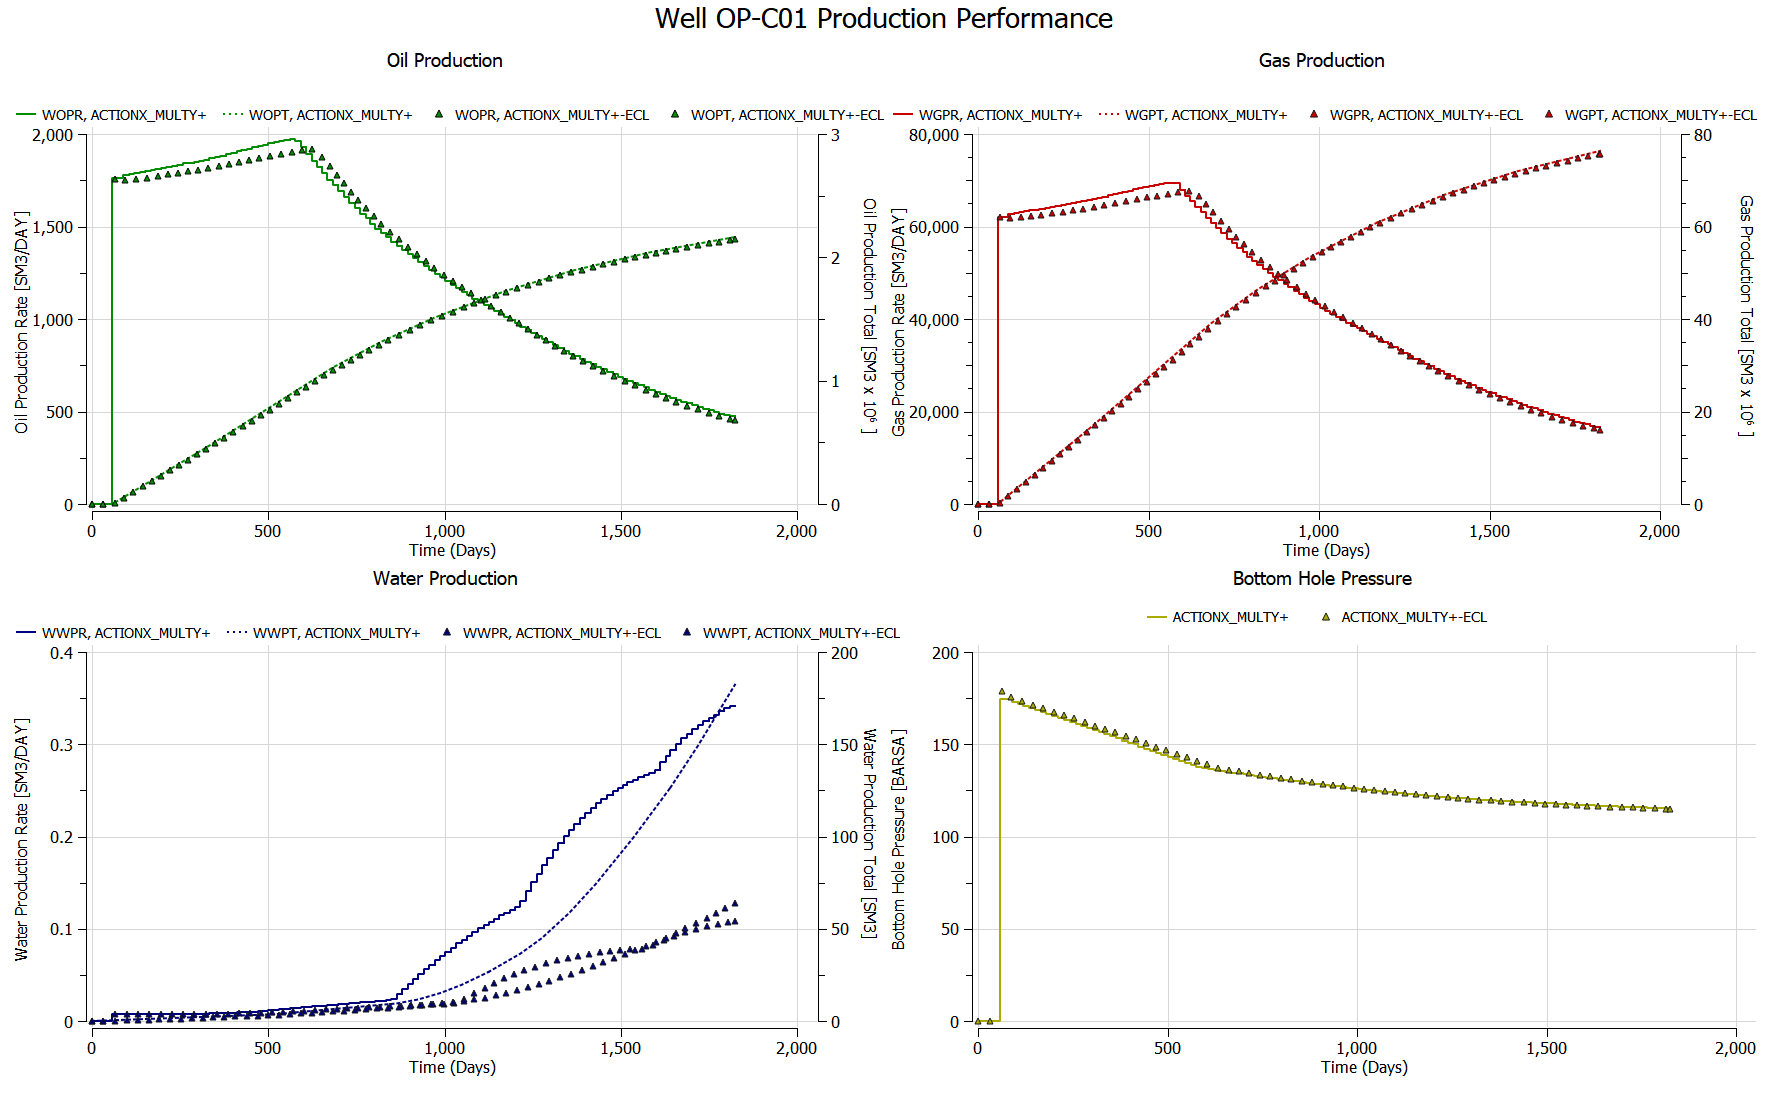 Well OP-C01 Production Performance
Oil Production
WOPR, ACTIONX_MULTY+
WOPT, ACTIONX_MULTY+
WOPR, ACTIONX_MULTY+-ECL
WOPT, ACTIONX_MULTY+-ECL
2,000
1,500
1,000
500
0
Oil Production Rate [SM3/DAY]
3
2
1
0
Oil Production Total [SM3 x 10⁶ ]
0
500
1,000
1,500
2,000
Time (Days)
Gas Production
WGPR, ACTIONX_MULTY+
WGPT, ACTIONX_MULTY+
WGPR, ACTIONX_MULTY+-ECL
WGPT, ACTIONX_MULTY+-ECL
80,000
60,000
40,000
20,000
0
Gas Production Rate [SM3/DAY]
80
60
40
20
0
Gas Production Total [SM3 x 10⁶ ]
0
500
1,000
1,500
2,000
Time (Days)
Water Production
WWPR, ACTIONX_MULTY+
WWPT, ACTIONX_MULTY+
WWPR, ACTIONX_MULTY+-ECL
WWPT, ACTIONX_MULTY+-ECL
0.4
0.3
0.2
0.1
0
Water Production Rate [SM3/DAY]
200
150
100
50
0
Water Production Total [SM3]
0
500
1,000
1,500
2,000
Time (Days)
Bottom Hole Pressure
ACTIONX_MULTY+
ACTIONX_MULTY+-ECL
200
150
100
50
0
Bottom Hole Pressure [BARSA]
0
500
1,000
1,500
2,000
Time (Days)